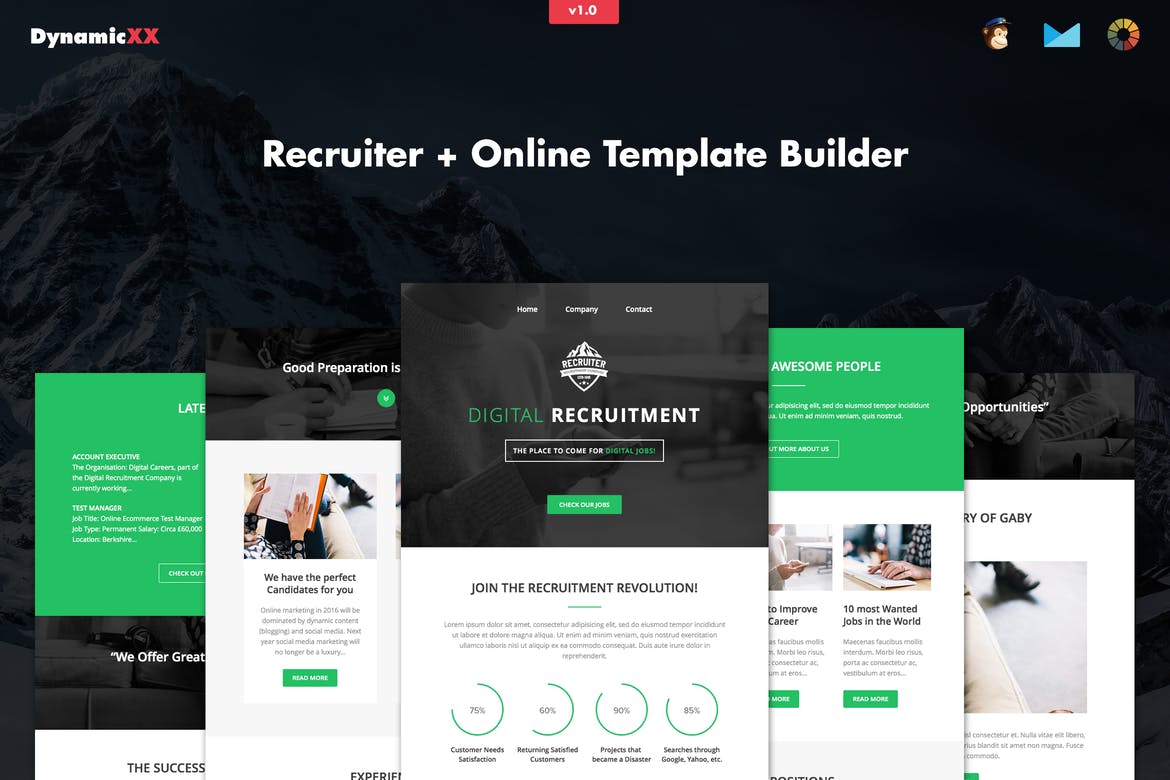 v1.0
DynamicXX
Recruiter + Online Template Builder
LATE
ACCOUNT EXECUTIVE
The Organisation: Digital Careers, part of
the Digital Recruitment Company is
currently working...
TEST MANAGER
Job Title: Online Ecommerce Test Manager
Job Type: Permanent Salary: Circa £60,000
Location: Berkshire...
CHECK OUT
“We Offer Great
THE SUCCESS
Good Preparation is
We have the perfect
Candidates for you
Online marketing in 2016 will be
dominated by dynamic content
(blogging) and social media. Next
year social media marketing will
no longer be a luxury...
READ MORE
EXPERIEN
Home Company Contact
RECRUITER
DIGITAL RECRUITMENT
THE PLACE TO COME FOR DIGITAL JOBS!
CHECK OUR JOBS
JOIN THE RECRUITMENT REVOLUTION!
Lorem ipsum dolor sit amet, consectetur adipisicing elit, sed do eiusmod tempor incididunt
ut labore et dolore magna aliqua. Ut enim ad minim veniam, quis nostrud exercitation
ullamco laboris nisi ut aliquip ex ea commodo consequat. Duis aute irure dolor in
reprehenderit.
75% 60% 90% 85%
Customer Needs
Satisfaction
Returning Satisfied
Customers
Projects that
became a Disaster
Searches through
Google, Yahoo, etc.
AWESOME PEOPLE
ur adipisicing elit, sed do eiusmod tempor incididunt
ua. Ut enim ad minim veniam, quis nostrud.
UT MORE ABOUT US
to Improve
Career
as faucibus mollis
n. Morbi leo risus,
consectetur ac,
um at eros...
MORE
10 most Wanted
Jobs in the World
Maecenas faucibus mollis
interdum. Morbi leo risus,
porta ac consectetur ac,
vestibulum at eros...
READ MORE
POSITIONS
Opportunities”
RY OF GABY
isl consectetur et. Nulla vitae elit libero,
rius blandit sit amet non magna. Fusce
commodo.